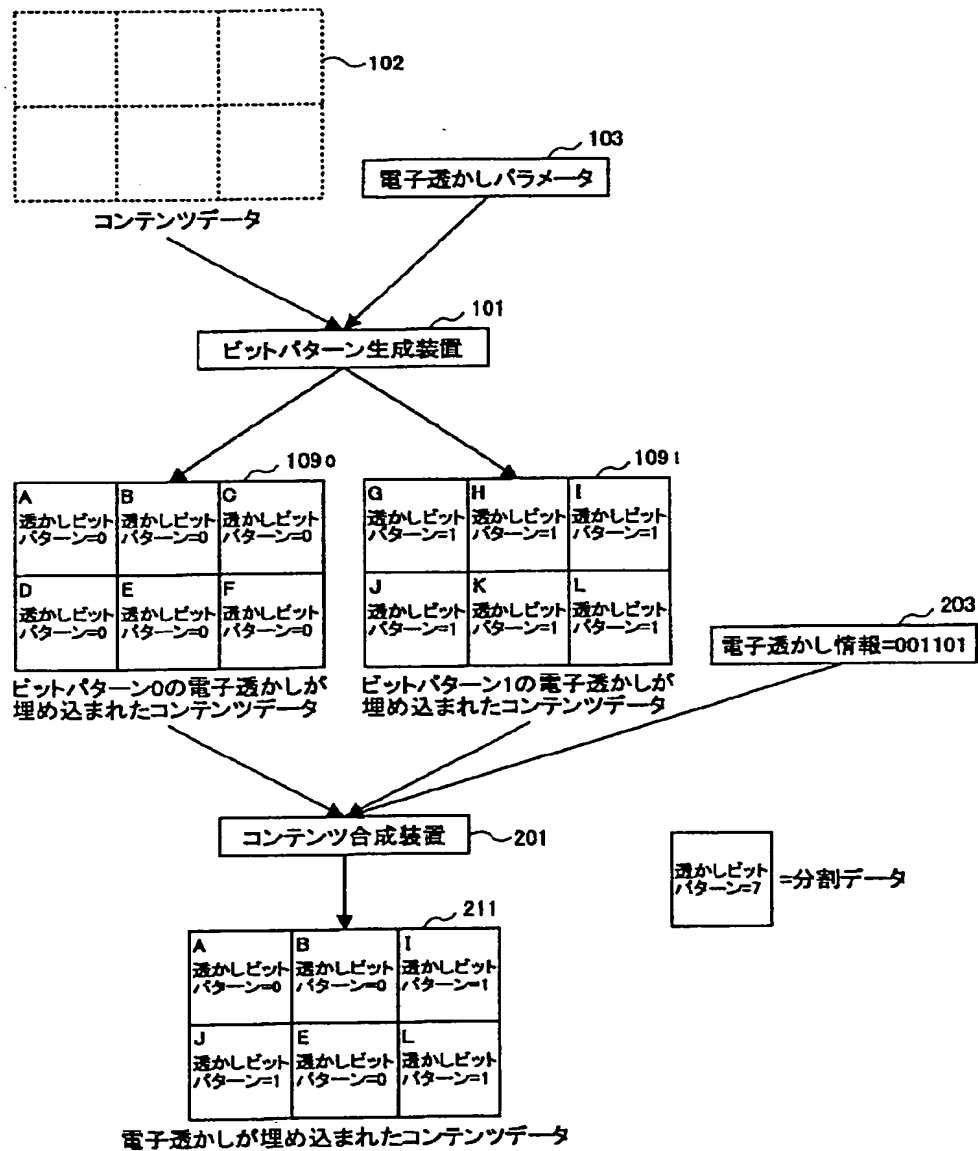 102
コンテンツデータ
103
電子透かしパラメータ
101
ビットパターン生成装置
109₀
A
透かしビット
パターン=0
B
透かしビット
パターン=0
C
透かしビット
パターン=0
D
透かしビット
パターン=0
E
透かしビット
パターン=0
F
透かしビット
パターン=0
ビットパターン0の電子透かしが
埋め込まれたコンテンツデータ
109₁
G
透かしビット
パターン=1
H
透かしビット
パターン=1
I
透かしビット
パターン=1
J
透かしビット
パターン=1
K
透かしビット
パターン=1
L
透かしビット
パターン=1
ビットパターン1の電子透かしが
埋め込まれたコンテンツデータ
203
電子透かし情報=001101
コンテンツ合成装置
201
透かしビット
パターン=?
=分割データ
211
A
透かしビット
パターン=0
B
透かしビット
パターン=0
I
透かしビット
パターン=1
J
透かしビット
パターン=1
E
透かしビット
パターン=0
L
透かしビット
パターン=1
電子透かしが埋め込まれたコンテンツデータ